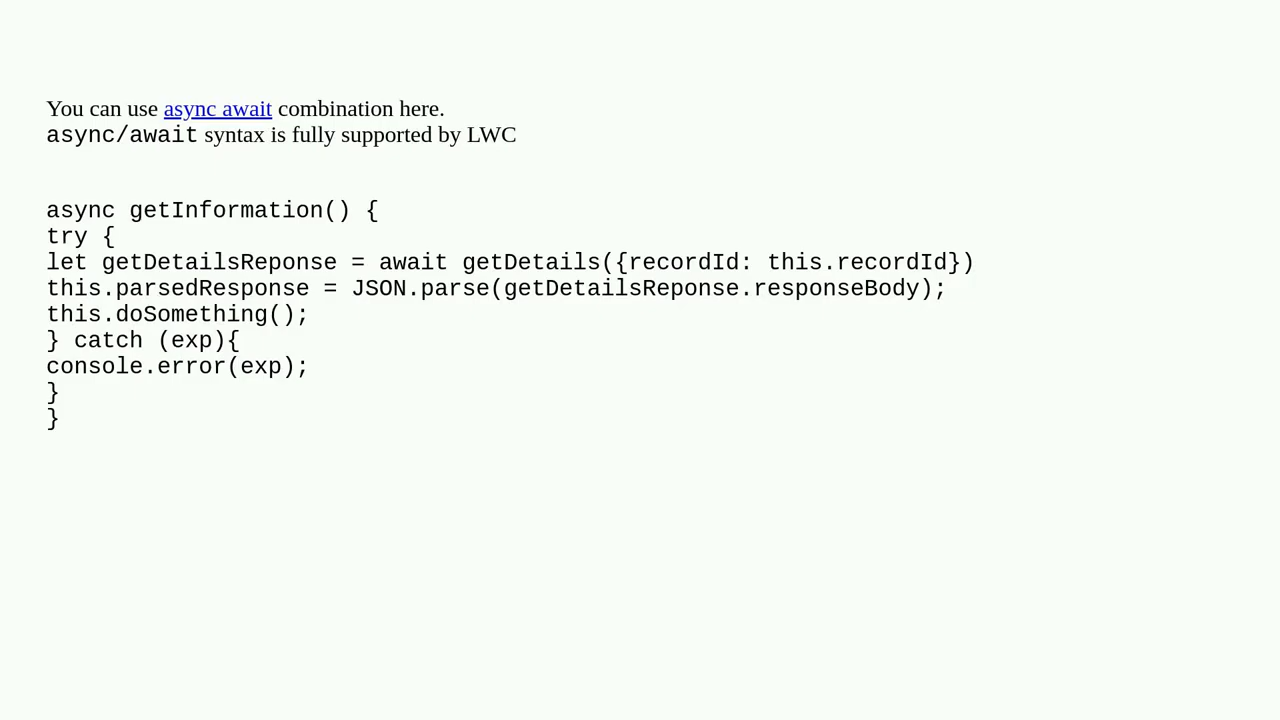 You can use async await combination here.
async/await syntax is fully supported by LWC
async getInformation() {
try {
let getDetailsReponse = await getDetails({recordId: this.recordId})
this.parsedResponse = JSON.parse(getDetailsReponse.responseBody);
this.doSomething();
} catch (exp){
console.error(exp);
}
}